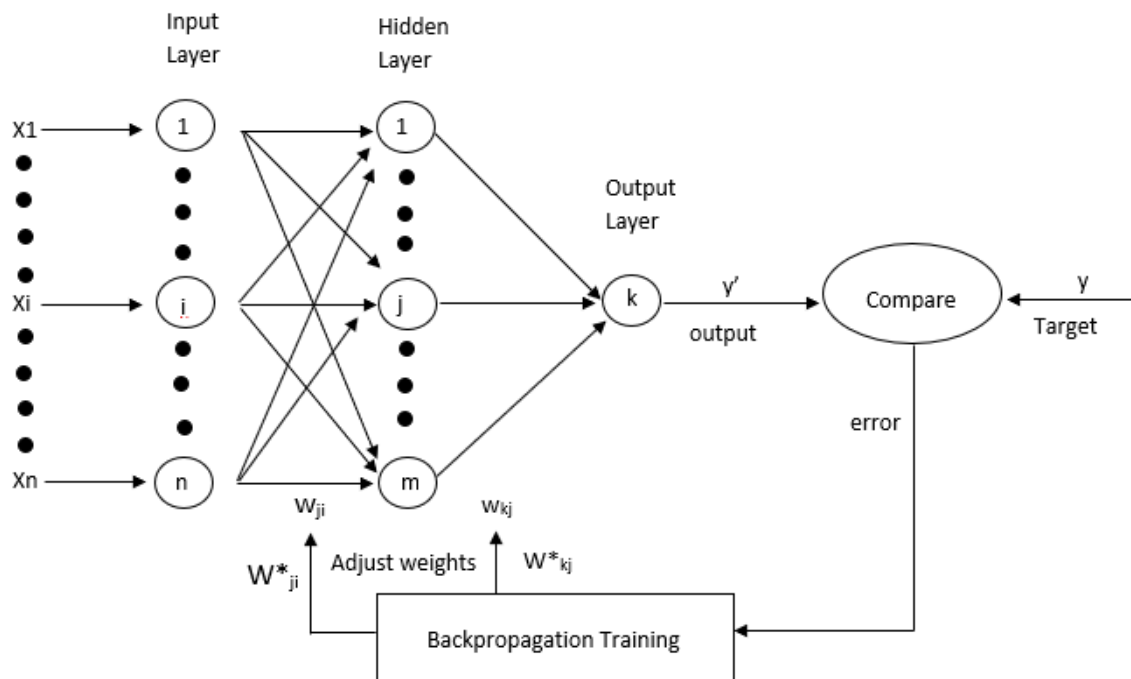 Input
Layer
Hidden
Layer
X1
1
1
Output
Layer
Xi
i
j
k
y'
output
Compare
y
Target
error
Xn
n
m
wji
wkj
Adjust weights
W*ji
W*kj
Backpropagation Training